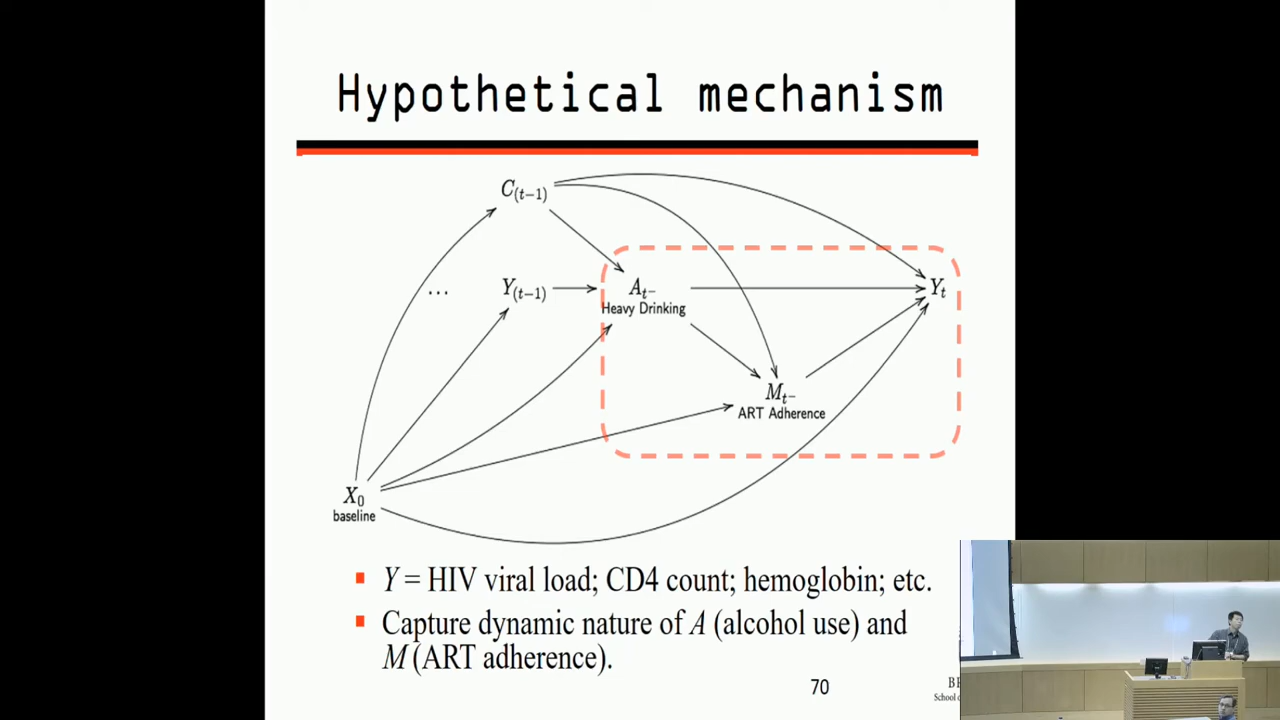 Hypothetical mechanism
C(t−1)
... Y(t−1) At− Yt
Heavy Drinking
Mt−
ART Adherence
X0
baseline
Y = HIV viral load; CD4 count; hemoglobin; etc.
Capture dynamic nature of A (alcohol use) and
M (ART adherence).
70
School